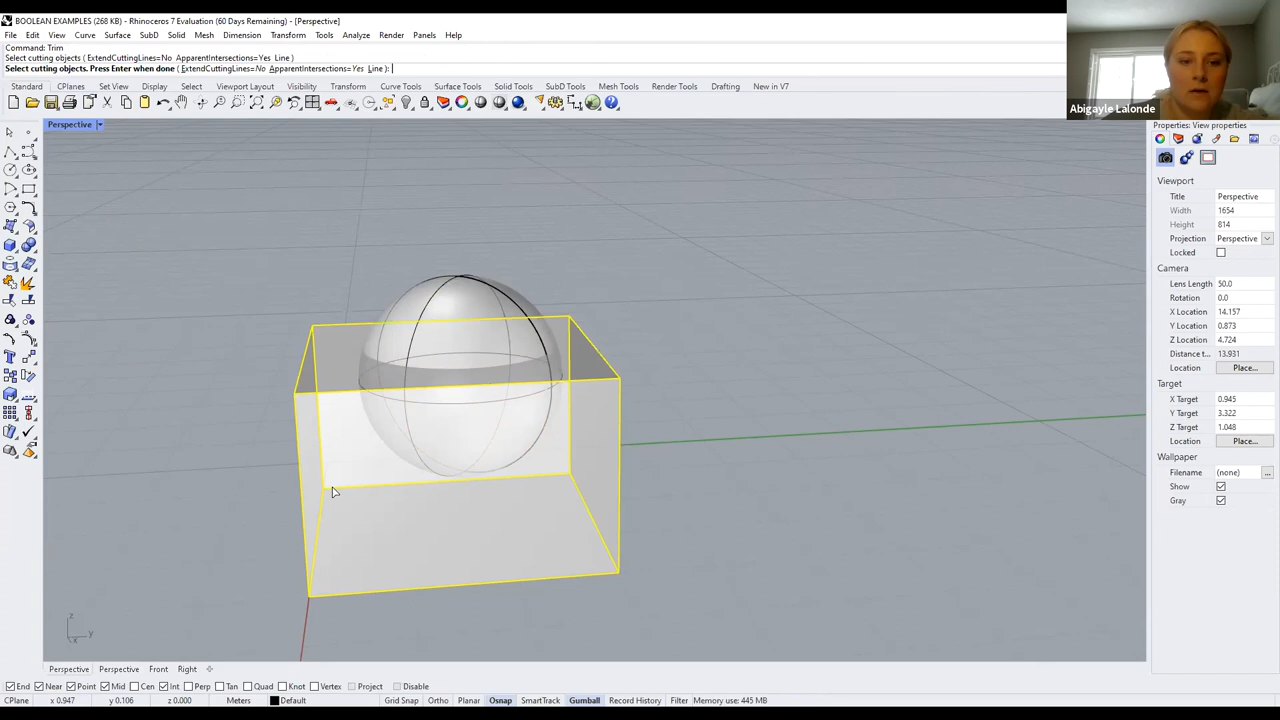 BOOLEAN EXAMPLES (268 KB) - Rhinoceros 7 Evaluation (60 Days Remaining) - [Perspective]
File Edit View Curve Surface SubD Solid Mesh Dimension Transform Tools Analyze Render Panels Help
Command: Trim
Select cutting objects ( ExtendCuttingLines=No ApparentIntersections=Yes Line )
Select cutting objects. Press Enter when done ( ExtendCuttingLines=No ApparentIntersections=Yes Line ):
Standard CPlanes Set View Display Select Viewport Layout Visibility Transform Curve Tools Surface Tools Solid Tools SubD Tools Mesh Tools Render Tools Drafting New in V7
Abigayle Lalonde
Perspective
Properties: View properties
Viewport
Title Perspective
Width 1654
Height 814
Projection Perspective
Locked
Camera
Lens Length 50.0
Rotation 0.0
X Location 14.157
Y Location 0.873
Z Location 4.724
Distance t... 13.931
Location Place...
Target
X Target 0.945
Y Target 3.322
Z Target 1.048
Location Place...
Wallpaper
Filename (none) ...
Show
Gray
z
y
x
Perspective Perspective Front Right
End Near Point Mid Cen Int Perp Tan Quad Knot Vertex Project Disable
CPlane x 0.947 y 0.106 z 0.000 Meters Default Grid Snap Ortho Planar Osnap SmartTrack Gumball Record History Filter Memory use: 445 MB